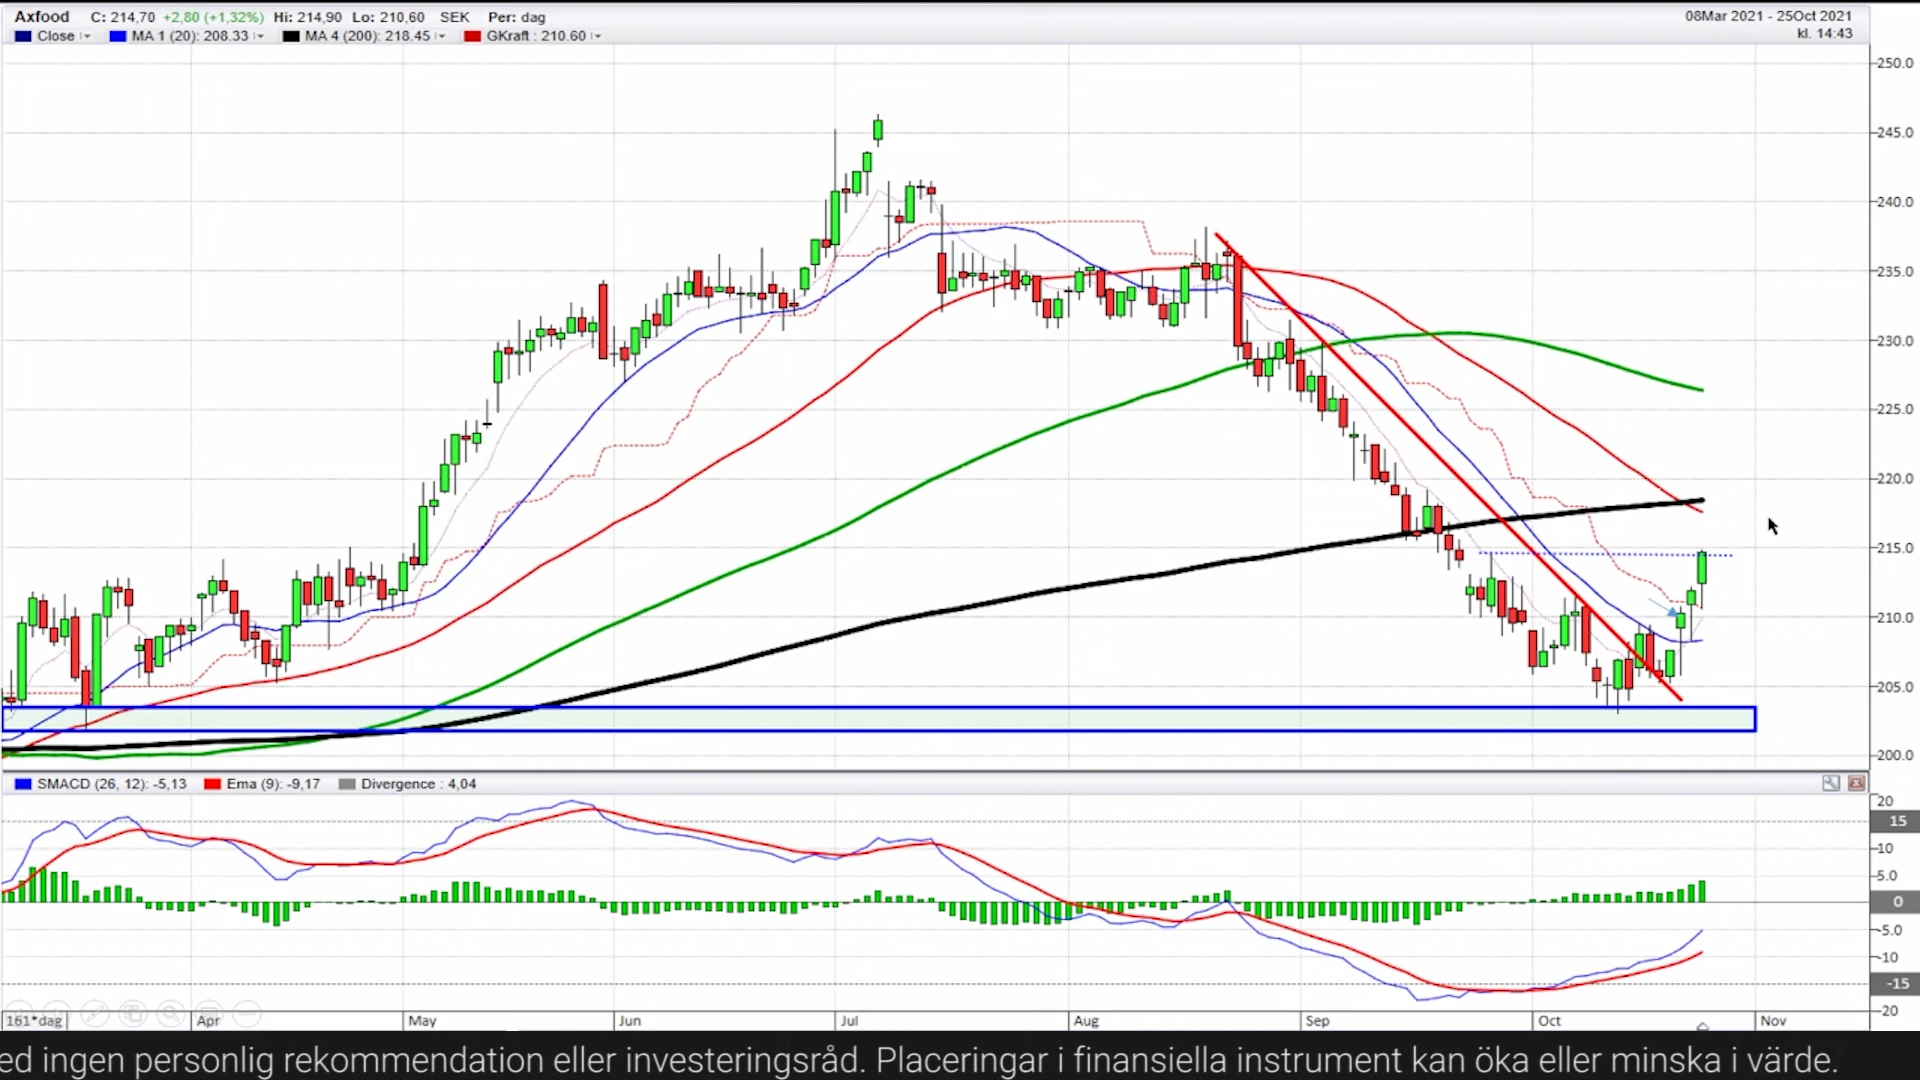 Axfood C: 214,70 +2,80 (+1,32%) Hi: 214,90 Lo: 210,60 SEK Per: dag
08Mar 2021 - 25Oct 2021
Close MA 1 (20): 208.33 MA 4 (200): 218.45 GKraft : 210.60
kl. 14:43
250.0
245.0
240.0
235.0
230.0
225.0
220.0
215.0
210.0
205.0
200.0
SMACD (26, 12): -5,13 Ema (9): -9,17 Divergence : 4,04
20
15
10
5.0
0
-5.0
-10
-15
-20
161*dag Apr May Jun Jul Aug Sep Oct Nov
ed ingen personlig rekommendation eller investeringsråd. Placeringar i finansiella instrument kan öka eller minska i värde.